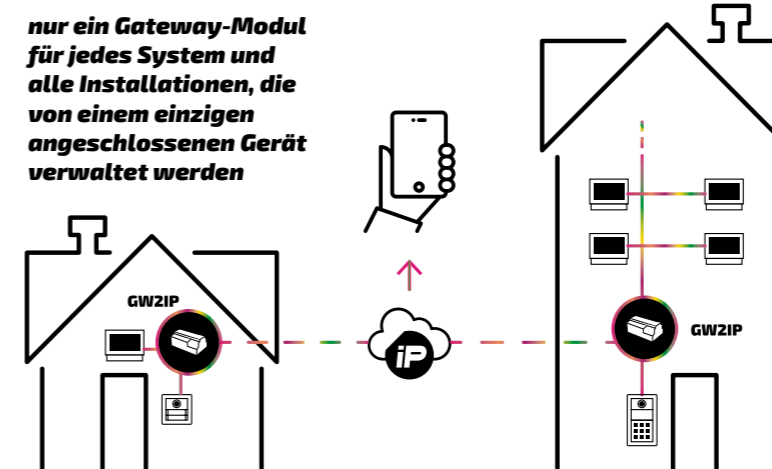 nur ein Gateway-Modul
für jedes System und
alle Installationen, die
von einem einzigen
angeschlossenen Gerät
verwaltet werden
GW2IP
iP
GW2IP